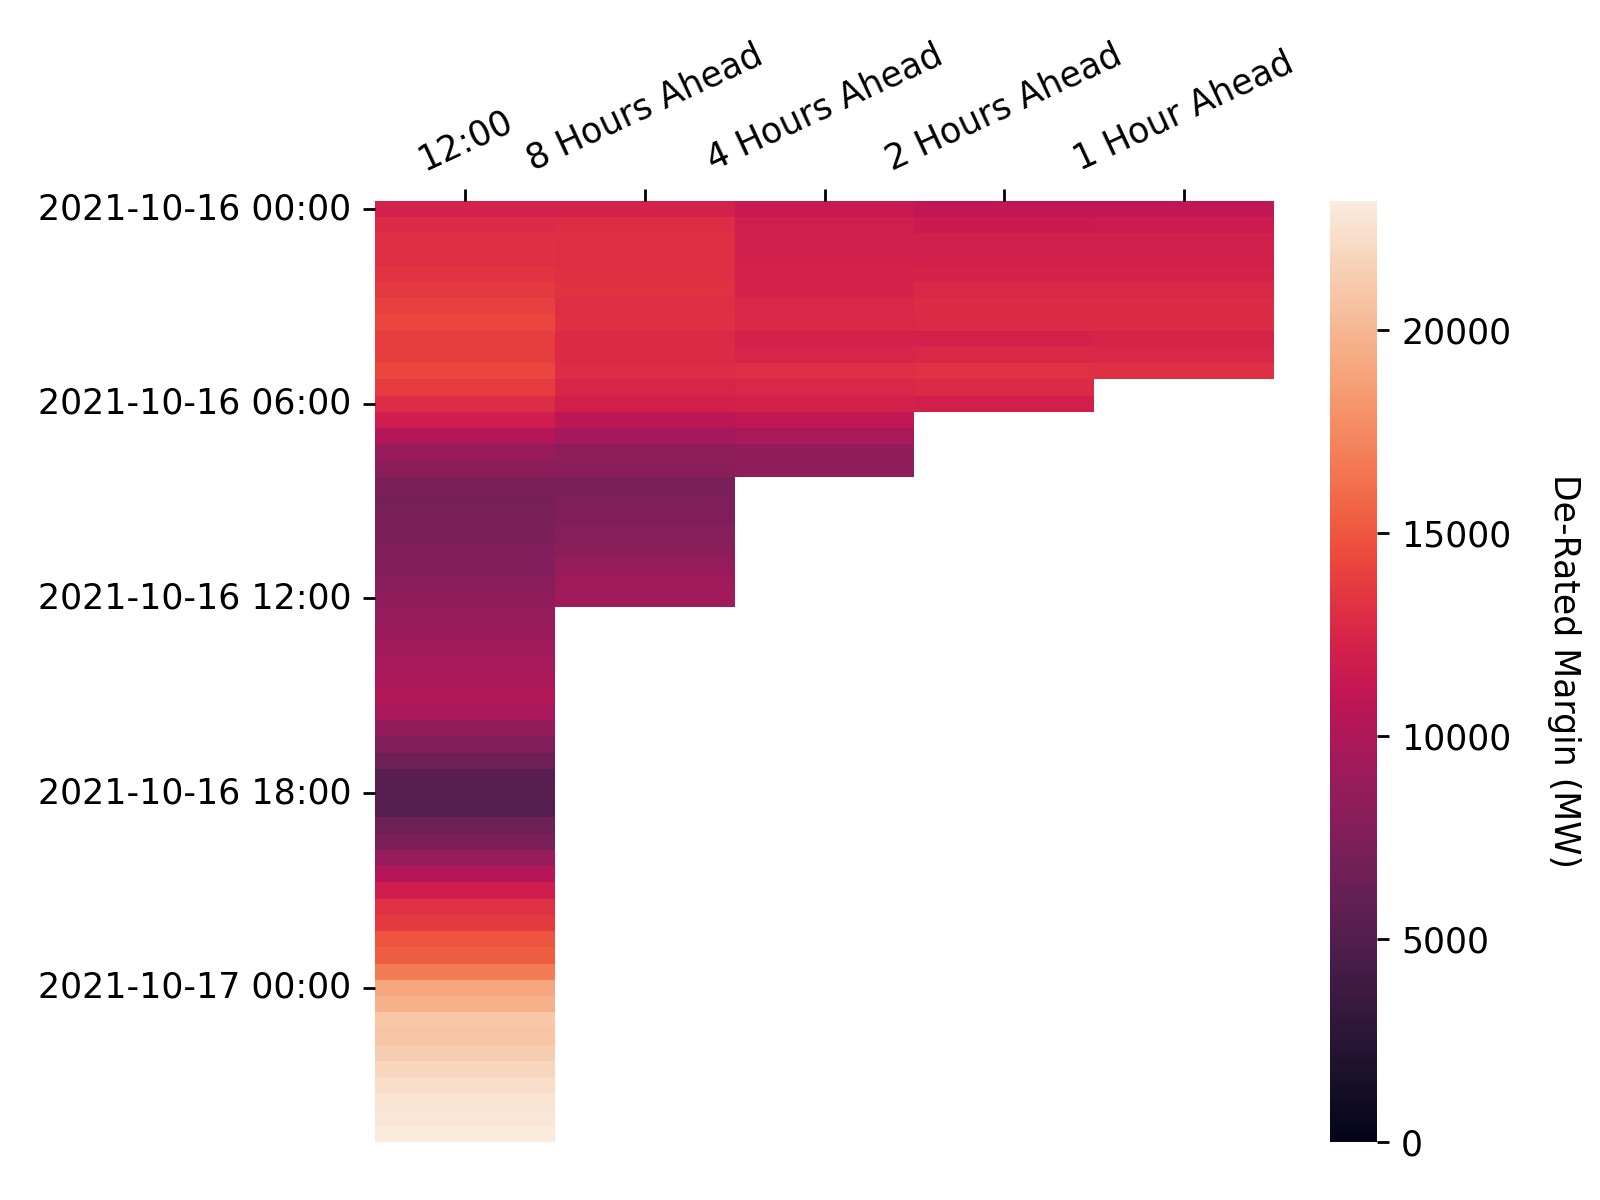 12:00
8 Hours Ahead
4 Hours Ahead
2 Hours Ahead
1 Hour Ahead
2021-10-16 00:00
2021-10-16 06:00
2021-10-16 12:00
2021-10-16 18:00
2021-10-17 00:00
20000
15000
10000
5000
0
De-Rated Margin (MW)